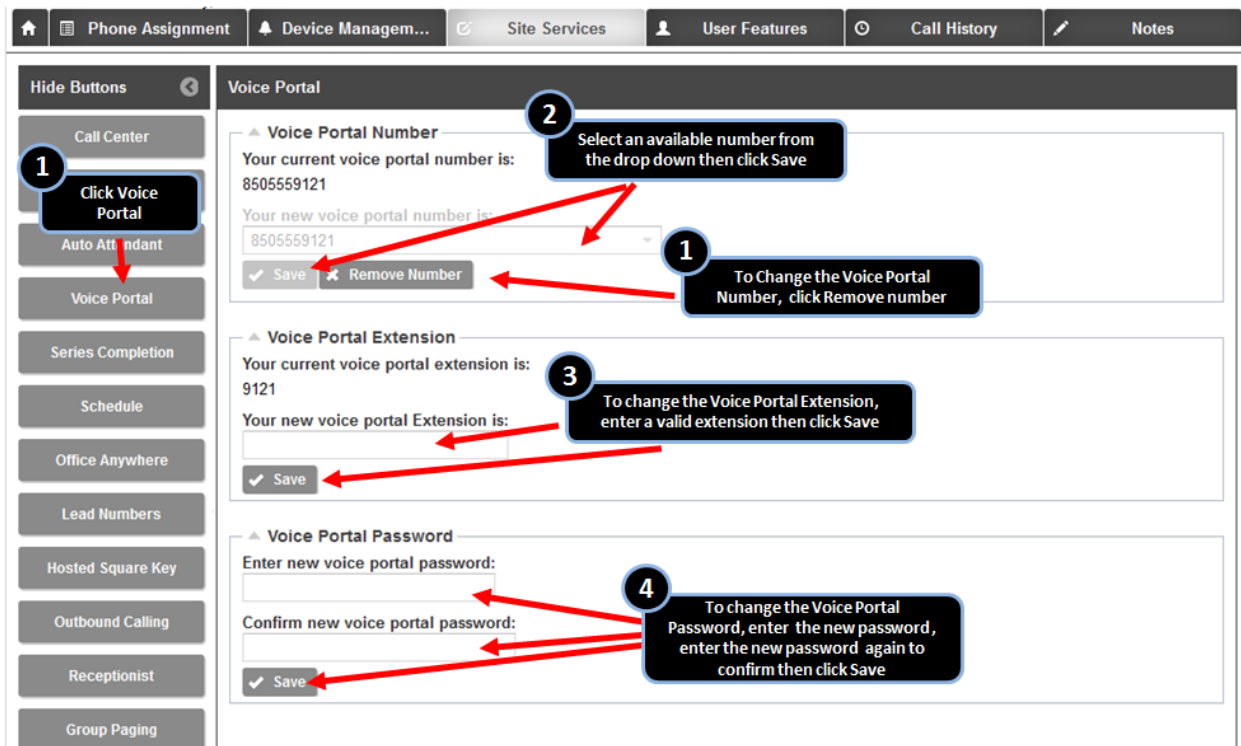 Phone Assignment
Device Managem...
Site Services
User Features
Call History
Notes
Hide Buttons
Call Center
1
Click Voice
Portal
Auto Attendant
Voice Portal
Series Completion
Schedule
Office Anywhere
Lead Numbers
Hosted Square Key
Outbound Calling
Receptionist
Group Paging
Voice Portal
Voice Portal Number
Your current voice portal number is:
8505559121
Your new voice portal number is:
8505559121
Save
Remove Number
2
Select an available number from
the drop down then click Save
1
To Change the Voice Portal
Number, click Remove number
Voice Portal Extension
Your current voice portal extension is:
9121
Your new voice portal Extension is:
Save
3
To change the Voice Portal Extension,
enter a valid extension then click Save
Voice Portal Password
Enter new voice portal password:
Confirm new voice portal password:
Save
4
To change the Voice Portal
Password, enter the new password,
enter the new password again to
confirm then click Save